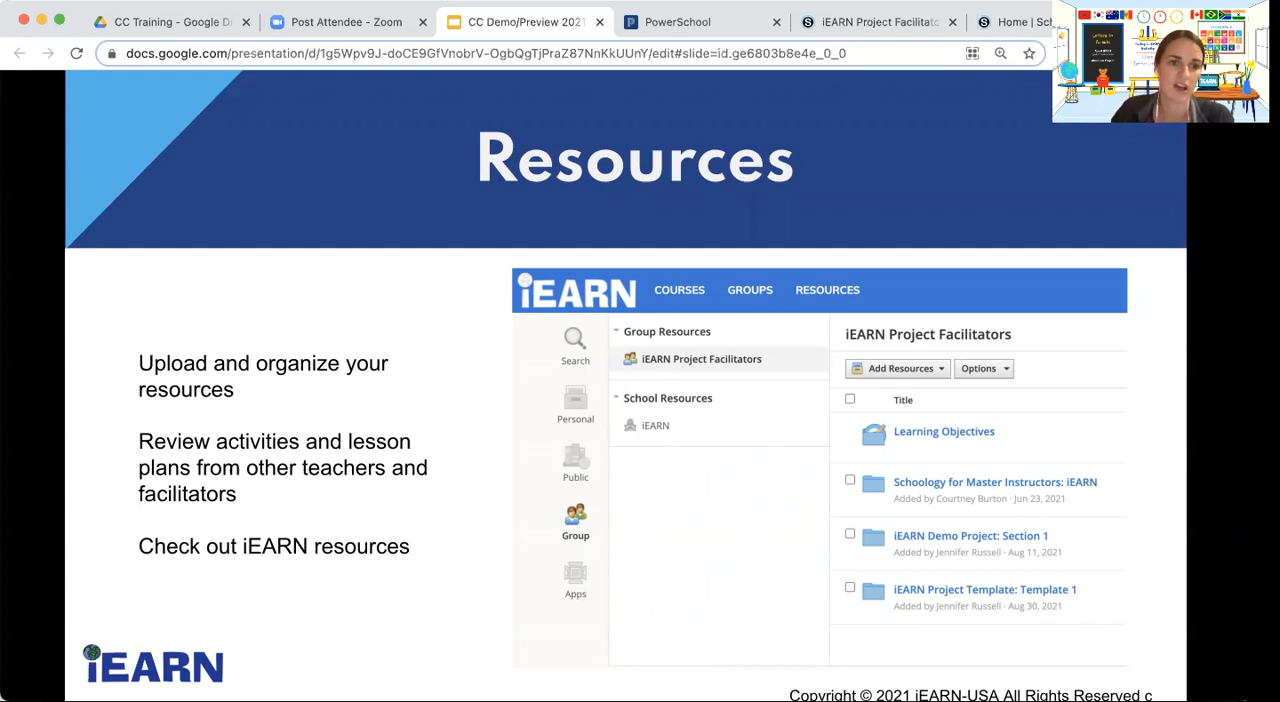 CC Training - Google Di
Post Attendee - Zoom
CC Demo/Preview 2021
PowerSchool
iEARN Project Facilitato
Home | Sch
docs.google.com/presentation/d/1g5Wpv9J-dCC9GfVrobrV-OghQgTjPraZBVNnKkUUnY/edit#slide=id.ge6803b8e4e_0_0
Resources
Upload and organize your
resources
Review activities and lesson
plans from other teachers and
facilitators
Check out iEARN resources
iEARN
COURSES
GROUPS
RESOURCES
Search
Personal
Public
Group
Apps
Group Resources
iEARN Project Facilitators
School Resources
iEARN
iEARN Project Facilitators
Add Resources
Options
Title
Learning Objectives
Schoology for Master Instructors: iEARN
Added by Courtney Burton · Jun 23, 2021
iEARN Demo Project: Section 1
Added by Jennifer Russell · Aug 11, 2021
iEARN Project Template: Template 1
Added by Jennifer Russell · Aug 30, 2021
iEARN
Copyright © 2021 iEARN-USA All Rights Reserved c